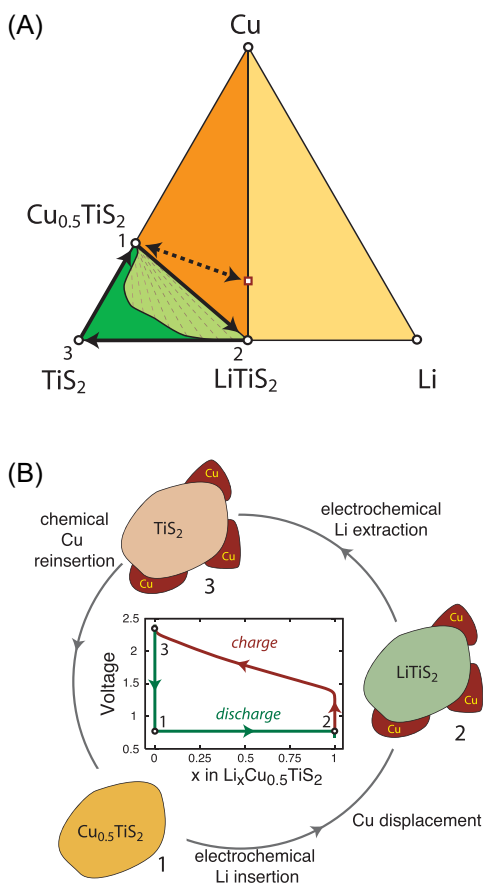 (A)
Cu
Cu0.5TiS2
1
3
2
TiS2
LiTiS2
Li
(B)
chemical
Cu
reinsertion
electrochemical
Li extraction
Cu
TiS2
Cu
Cu
3
2.5
2
1.5
1
0.5
Voltage
charge
3
discharge
1
2
0
0.25
0.5
0.75
1
x in LixCu0.5TiS2
Cu
LiTiS2
Cu
Cu
2
Cu displacement
Cu0.5TiS2
1
electrochemical
Li insertion